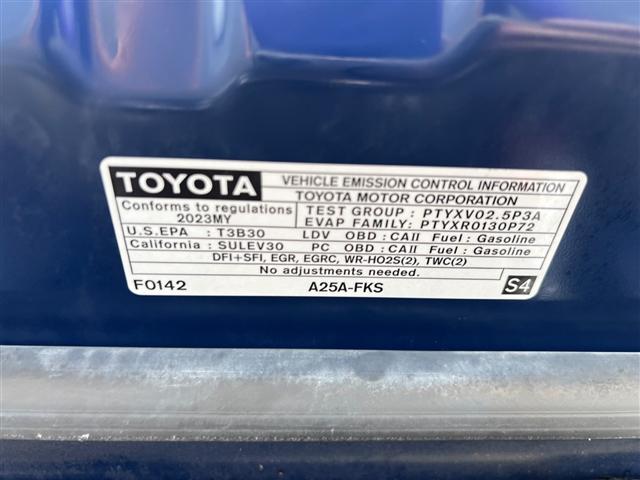 TOYOTA VEHICLE EMISSION CONTROL INFORMATION
TOYOTA MOTOR CORPORATION
Conforms to regulations
2023MY
TEST GROUP : PTYXV02.5P3A
EVAP FAMILY: PTYXR0130P72
U.S.EPA : T3B30 LDV OBD : CAII Fuel : Gasoline
California : SULEV30 PC OBD : CAII Fuel : Gasoline
DFI+SFI, EGR, EGRC, WR-HO2S(2), TWC(2)
No adjustments needed.
F0142 A25A-FKS S4